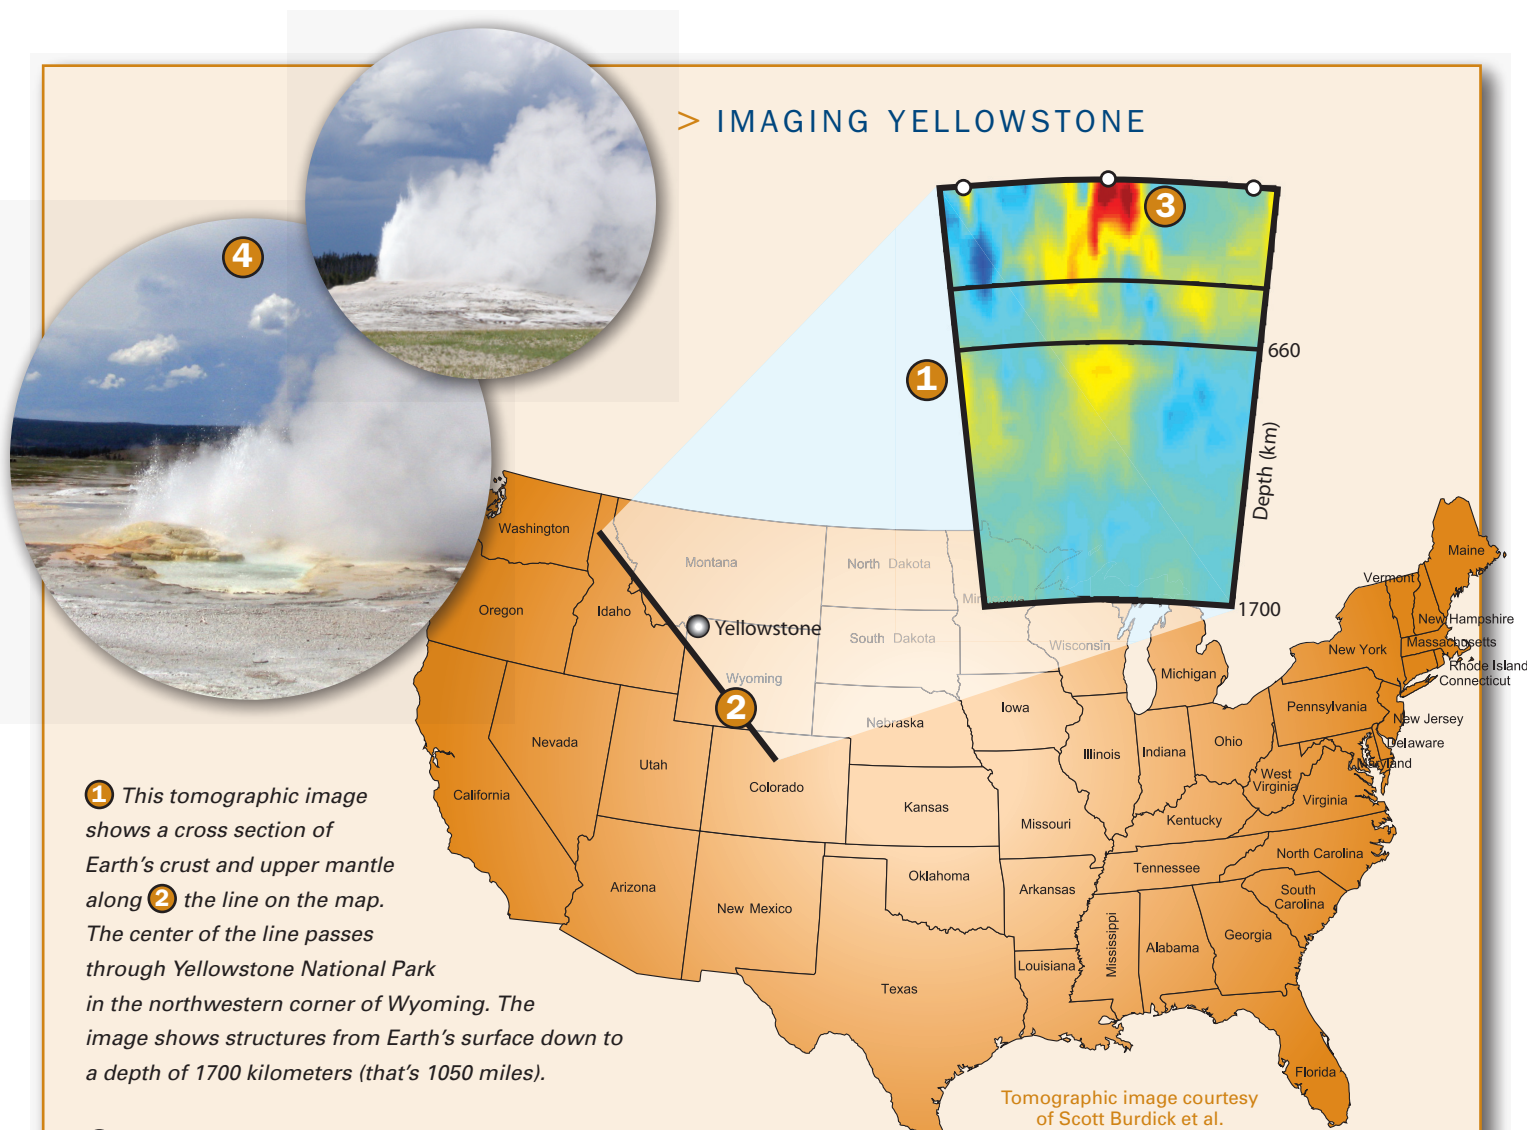 > IMAGING YELLOWSTONE
4
3
1
660
Depth (km)
1700
Washington
Montana
North Dakota
Maine
Vermont
Oregon
Idaho
Yellowstone
South Dakota
Wisconsin
New Hampshire
Massachusetts
New York
Rhode Island
Connecticut
Michigan
Wyoming
2
Nebraska
Iowa
Pennsylvania
New Jersey
Nevada
Utah
Illinois
Indiana
Ohio
Delaware
Maryland
West
Virginia
Virginia
California
Colorado
Kansas
Missouri
Kentucky
North Carolina
Tennessee
Arizona
New Mexico
Oklahoma
Arkansas
South
Carolina
Mississippi
Alabama
Georgia
Louisiana
Texas
Florida
1 This tomographic image
shows a cross section of
Earth’s crust and upper mantle
along 2 the line on the map.
The center of the line passes
through Yellowstone National Park
in the northwestern corner of Wyoming. The
image shows structures from Earth’s surface down to
a depth of 1700 kilometers (that’s 1050 miles).
Tomographic image courtesy
of Scott Burdick et al.